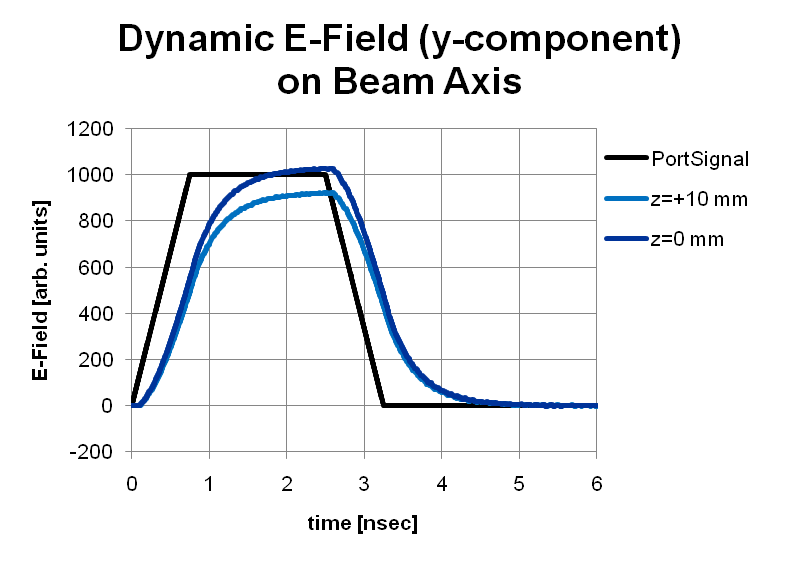 Dynamic E-Field (y-component)
on Beam Axis
1200
1000
800
600
400
200
0
-200
E-Field [arb. units]
0 1 2 3 4 5 6
time [nsec]
PortSignal
z=+10 mm
z=0 mm